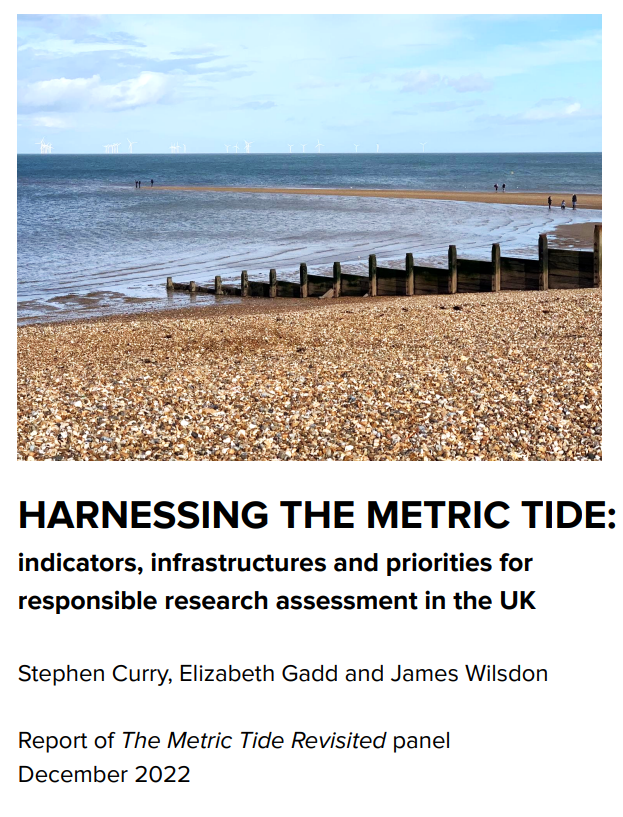 HARNESSING THE METRIC TIDE:
indicators, infrastructures and priorities for
responsible research assessment in the UK
Stephen Curry, Elizabeth Gadd and James Wilsdon
Report of The Metric Tide Revisited panel
December 2022